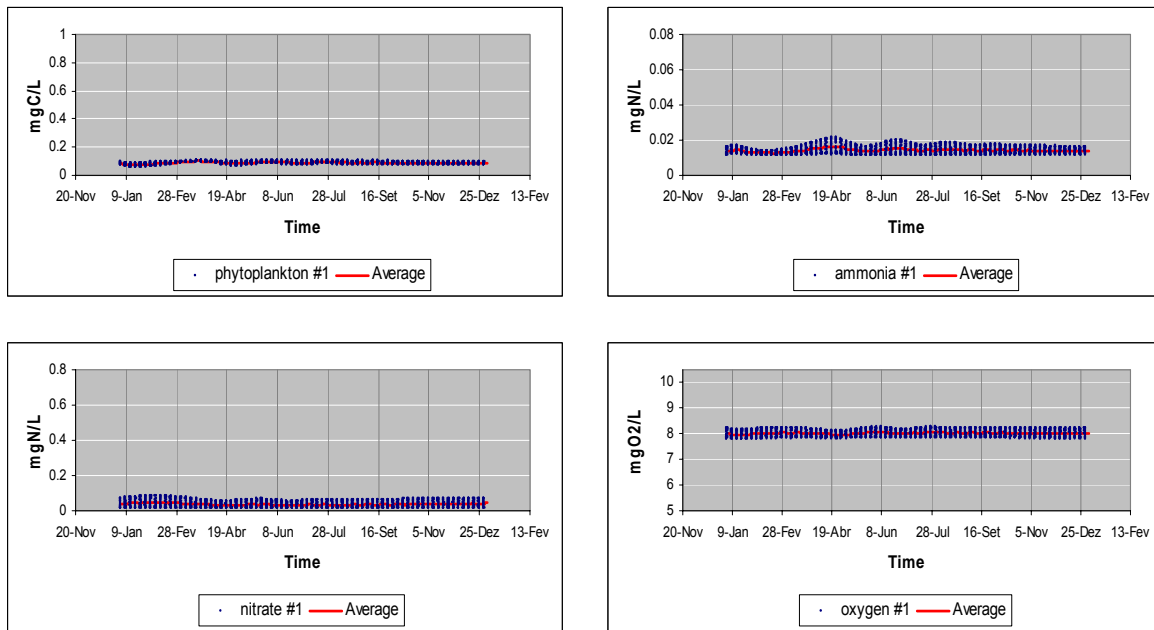 mgC/L
1
0.8
0.6
0.4
0.2
0
20-Nov 9-Jan 28-Fev 19-Abr 8-Jun 28-Jul 16-Set 5-Nov 25-Dez 13-Fev
Time
phytoplankton #1 Average
mgN/L
0.08
0.06
0.04
0.02
0
20-Nov 9-Jan 28-Fev 19-Abr 8-Jun 28-Jul 16-Set 5-Nov 25-Dez 13-Fev
Time
ammonia #1 Average
mgN/L
0.8
0.6
0.4
0.2
0
20-Nov 9-Jan 28-Fev 19-Abr 8-Jun 28-Jul 16-Set 5-Nov 25-Dez 13-Fev
Time
nitrate #1 Average
mgO2/L
10
9
8
7
6
5
20-Nov 9-Jan 28-Fev 19-Abr 8-Jun 28-Jul 16-Set 5-Nov 25-Dez 13-Fev
Time
oxygen #1 Average